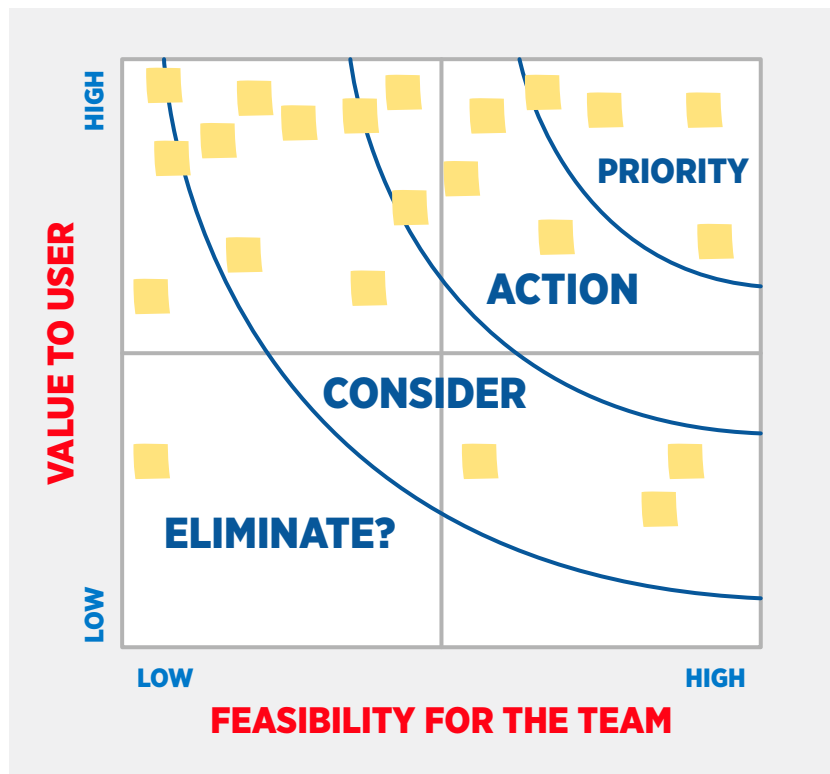 HIGH
PRIORITY
VALUE TO USER
ACTION
CONSIDER
ELIMINATE?
LOW
LOW
HIGH
FEASIBILITY FOR THE TEAM